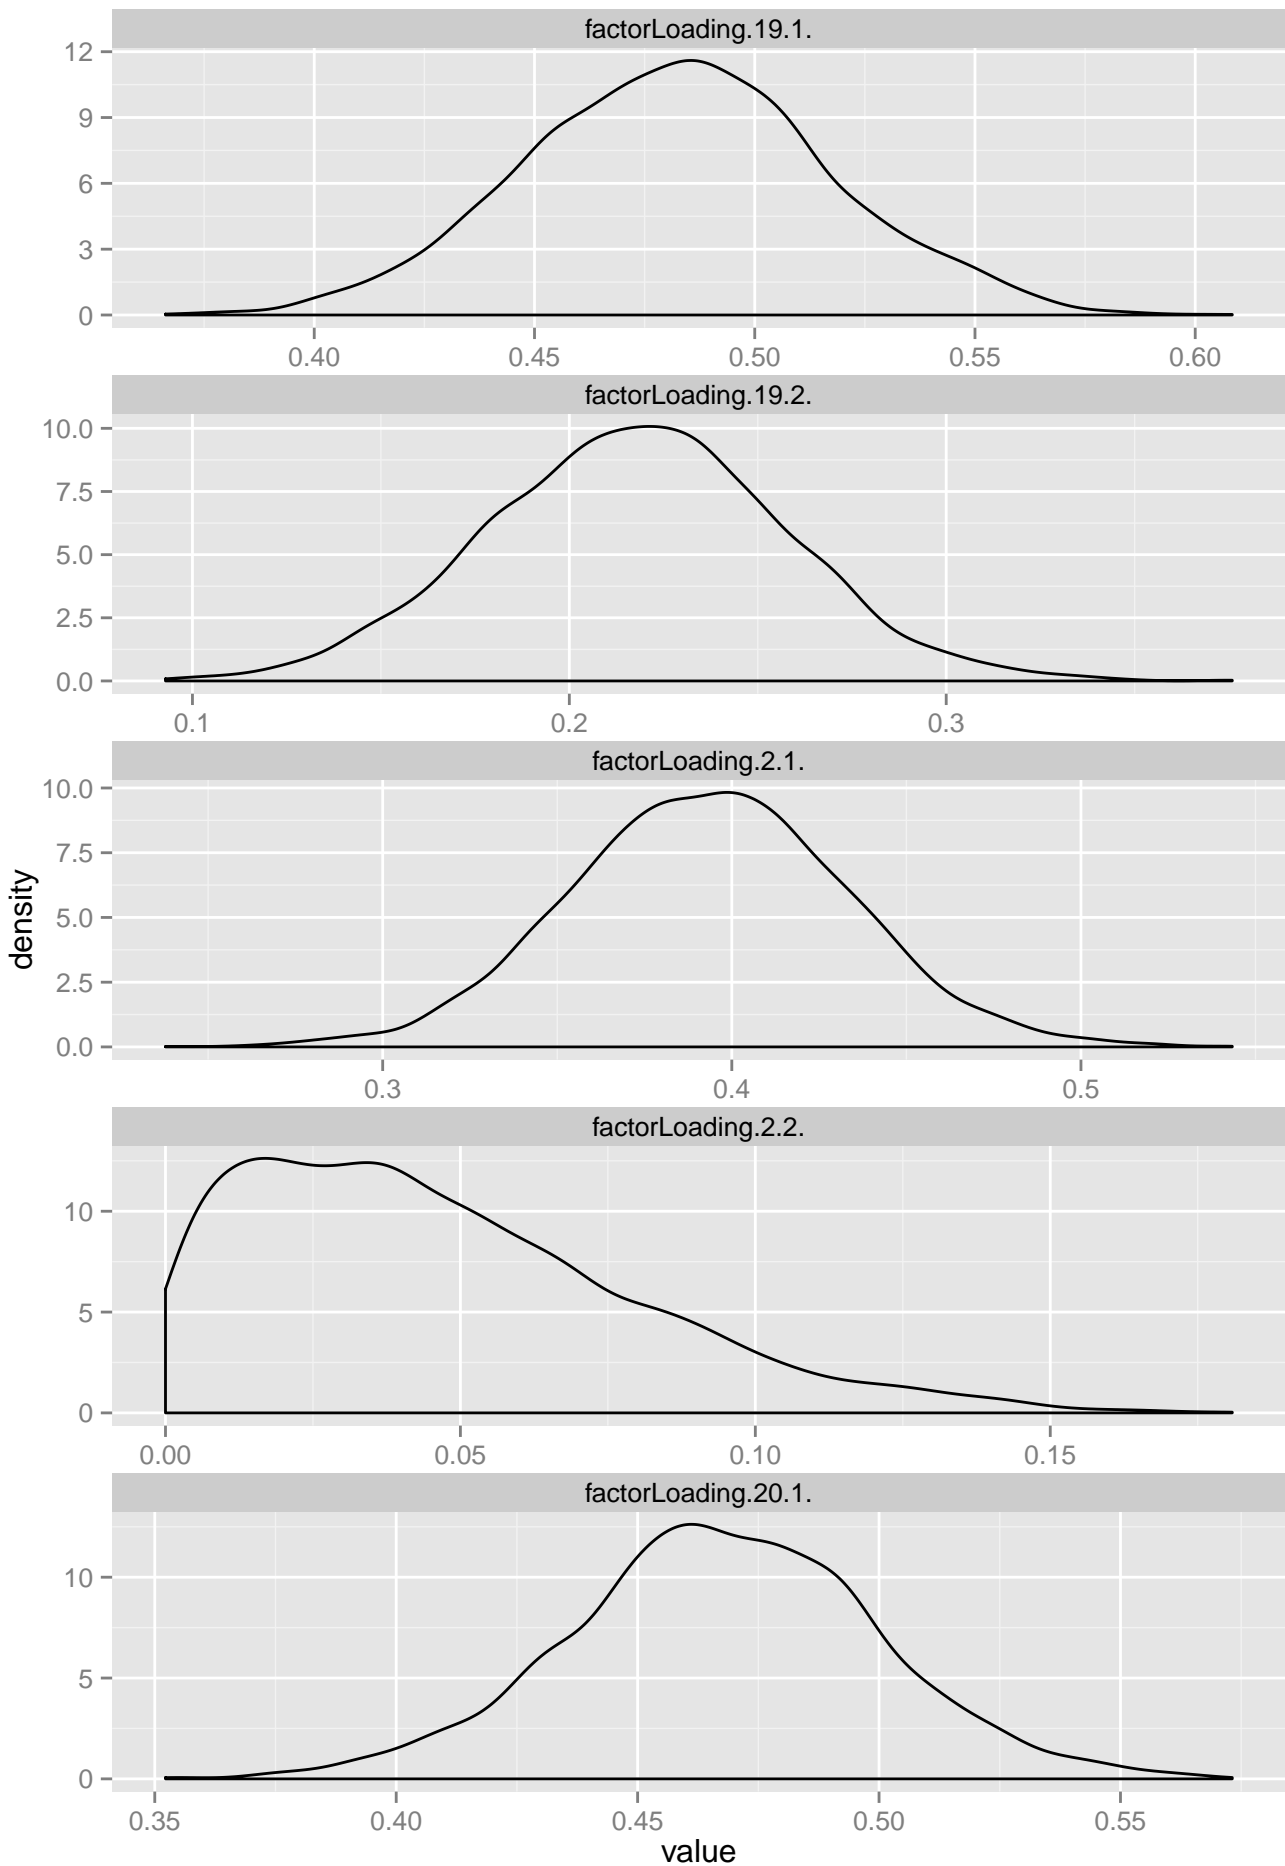 factorLoading.19.1.
12
9
6
3
0
0.40 0.45 0.50 0.55 0.60
factorLoading.19.2.
10.0
7.5
5.0
2.5
0.0
0.1 0.2 0.3
factorLoading.2.1.
10.0
7.5
5.0
2.5
0.0
0.3 0.4 0.5
density
factorLoading.2.2.
10
5
0
0.00 0.05 0.10 0.15
factorLoading.20.1.
10
5
0
0.35 0.40 0.45 0.50 0.55
value